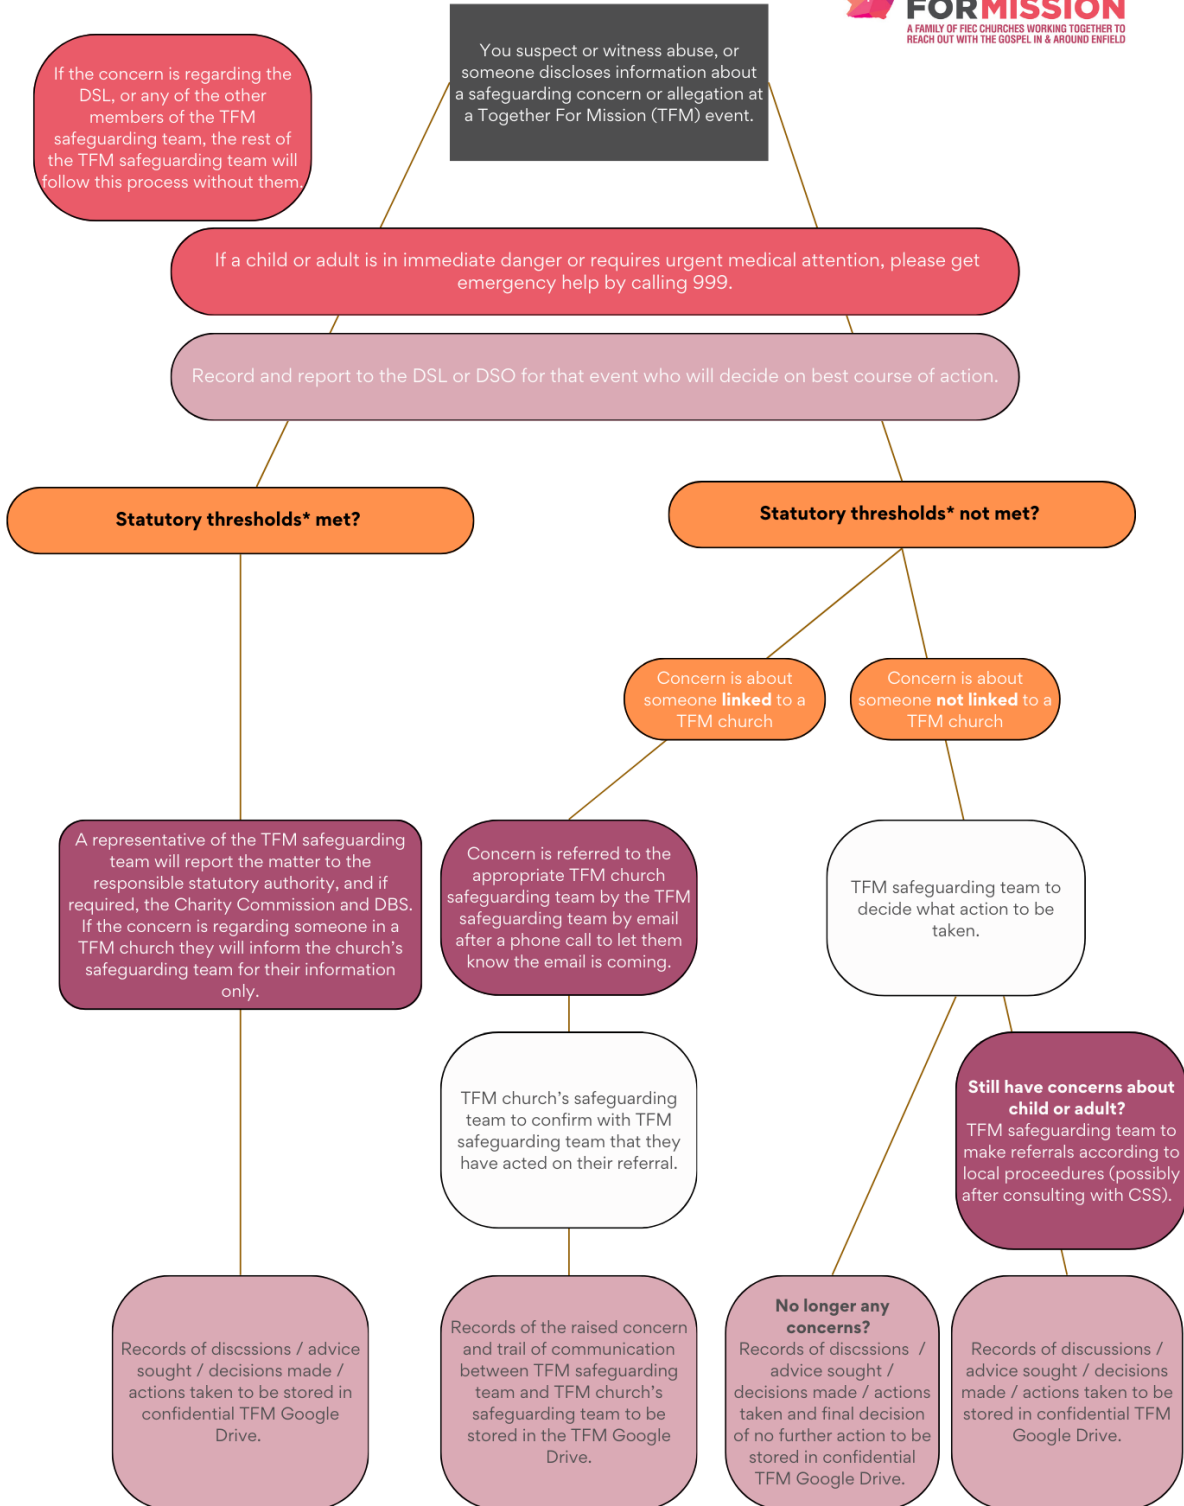 FORMISSION
A FAMILY OF FIEC CHURCHES WORKING TOGETHER TO
REACH OUT WITH THE GOSPEL IN & AROUND ENFIELD
You suspect or witness abuse, or
someone discloses information about
a safeguarding concern or allegation at
a Together For Mission (TFM) event.
If the concern is regarding the
DSL, or any of the other
members of the TFM
safeguarding team, the rest of
the TFM safeguarding team will
follow this process without them.
If a child or adult is in immediate danger or requires urgent medical attention, please get
emergency help by calling 999.
Record and report to the DSL or DSO for that event who will decide on best course of action.
Statutory thresholds* met?
Statutory thresholds* not met?
Concern is about
someone linked to a
TFM church
Concern is about
someone not linked to a
TFM church
A representative of the TFM safeguarding
team will report the matter to the
responsible statutory authority, and if
required, the Charity Commission and DBS.
If the concern is regarding someone in a
TFM church they will inform the church's
safeguarding team for their information
only.
Concern is referred to the
appropriate TFM church
safeguarding team by the TFM
safeguarding team by email
after a phone call to let them
know the email is coming.
TFM safeguarding team to
decide what action to be
taken.
TFM church's safeguarding
team to confirm with TFM
safeguarding team that they
have acted on their referral.
Still have concerns about
child or adult?
TFM safeguarding team to
make referrals according to
local proceedures (possibly
after consulting with CSS).
Records of discssions / advice
sought / decisions made /
actions taken to be stored in
confidential TFM Google
Drive.
Records of the raised concern
and trail of communication
between TFM safeguarding
team and TFM church's
safeguarding team to be
stored in the TFM Google
Drive.
No longer any
concerns?
Records of discssions /
advice sought /
decisions made / actions
taken and final decision
of no further action to be
stored in confidential
TFM Google Drive.
Records of discussions /
advice sought / decisions
made / actions taken to be
stored in confidential TFM
Google Drive.